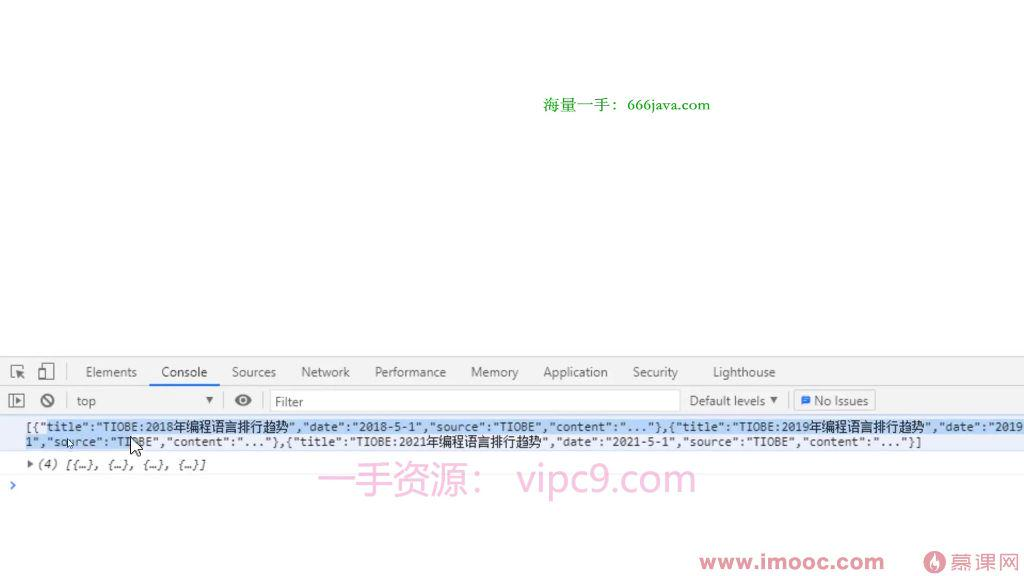 海量一手：666java.com
Elements Console Sources Network Performance Memory Application Security Lighthouse
top Filter Default levels No Issues
[{"title":"TIOBE:2018年编程语言排行趋势","date":"2018-5-1","source":"TIOBE","content":"..."},{"title":"TIOBE:2019年编程语言排行趋势","date":"2019
1","source":"TIOBE","content":"..."},{"title":"TIOBE:2021年编程语言排行趋势","date":"2021-5-1","source":"TIOBE","content":"..."}]
(4) [{…}, {…}, {…}, {…}]
一手资源： vipc9.com
www.imooc.com 慕课网